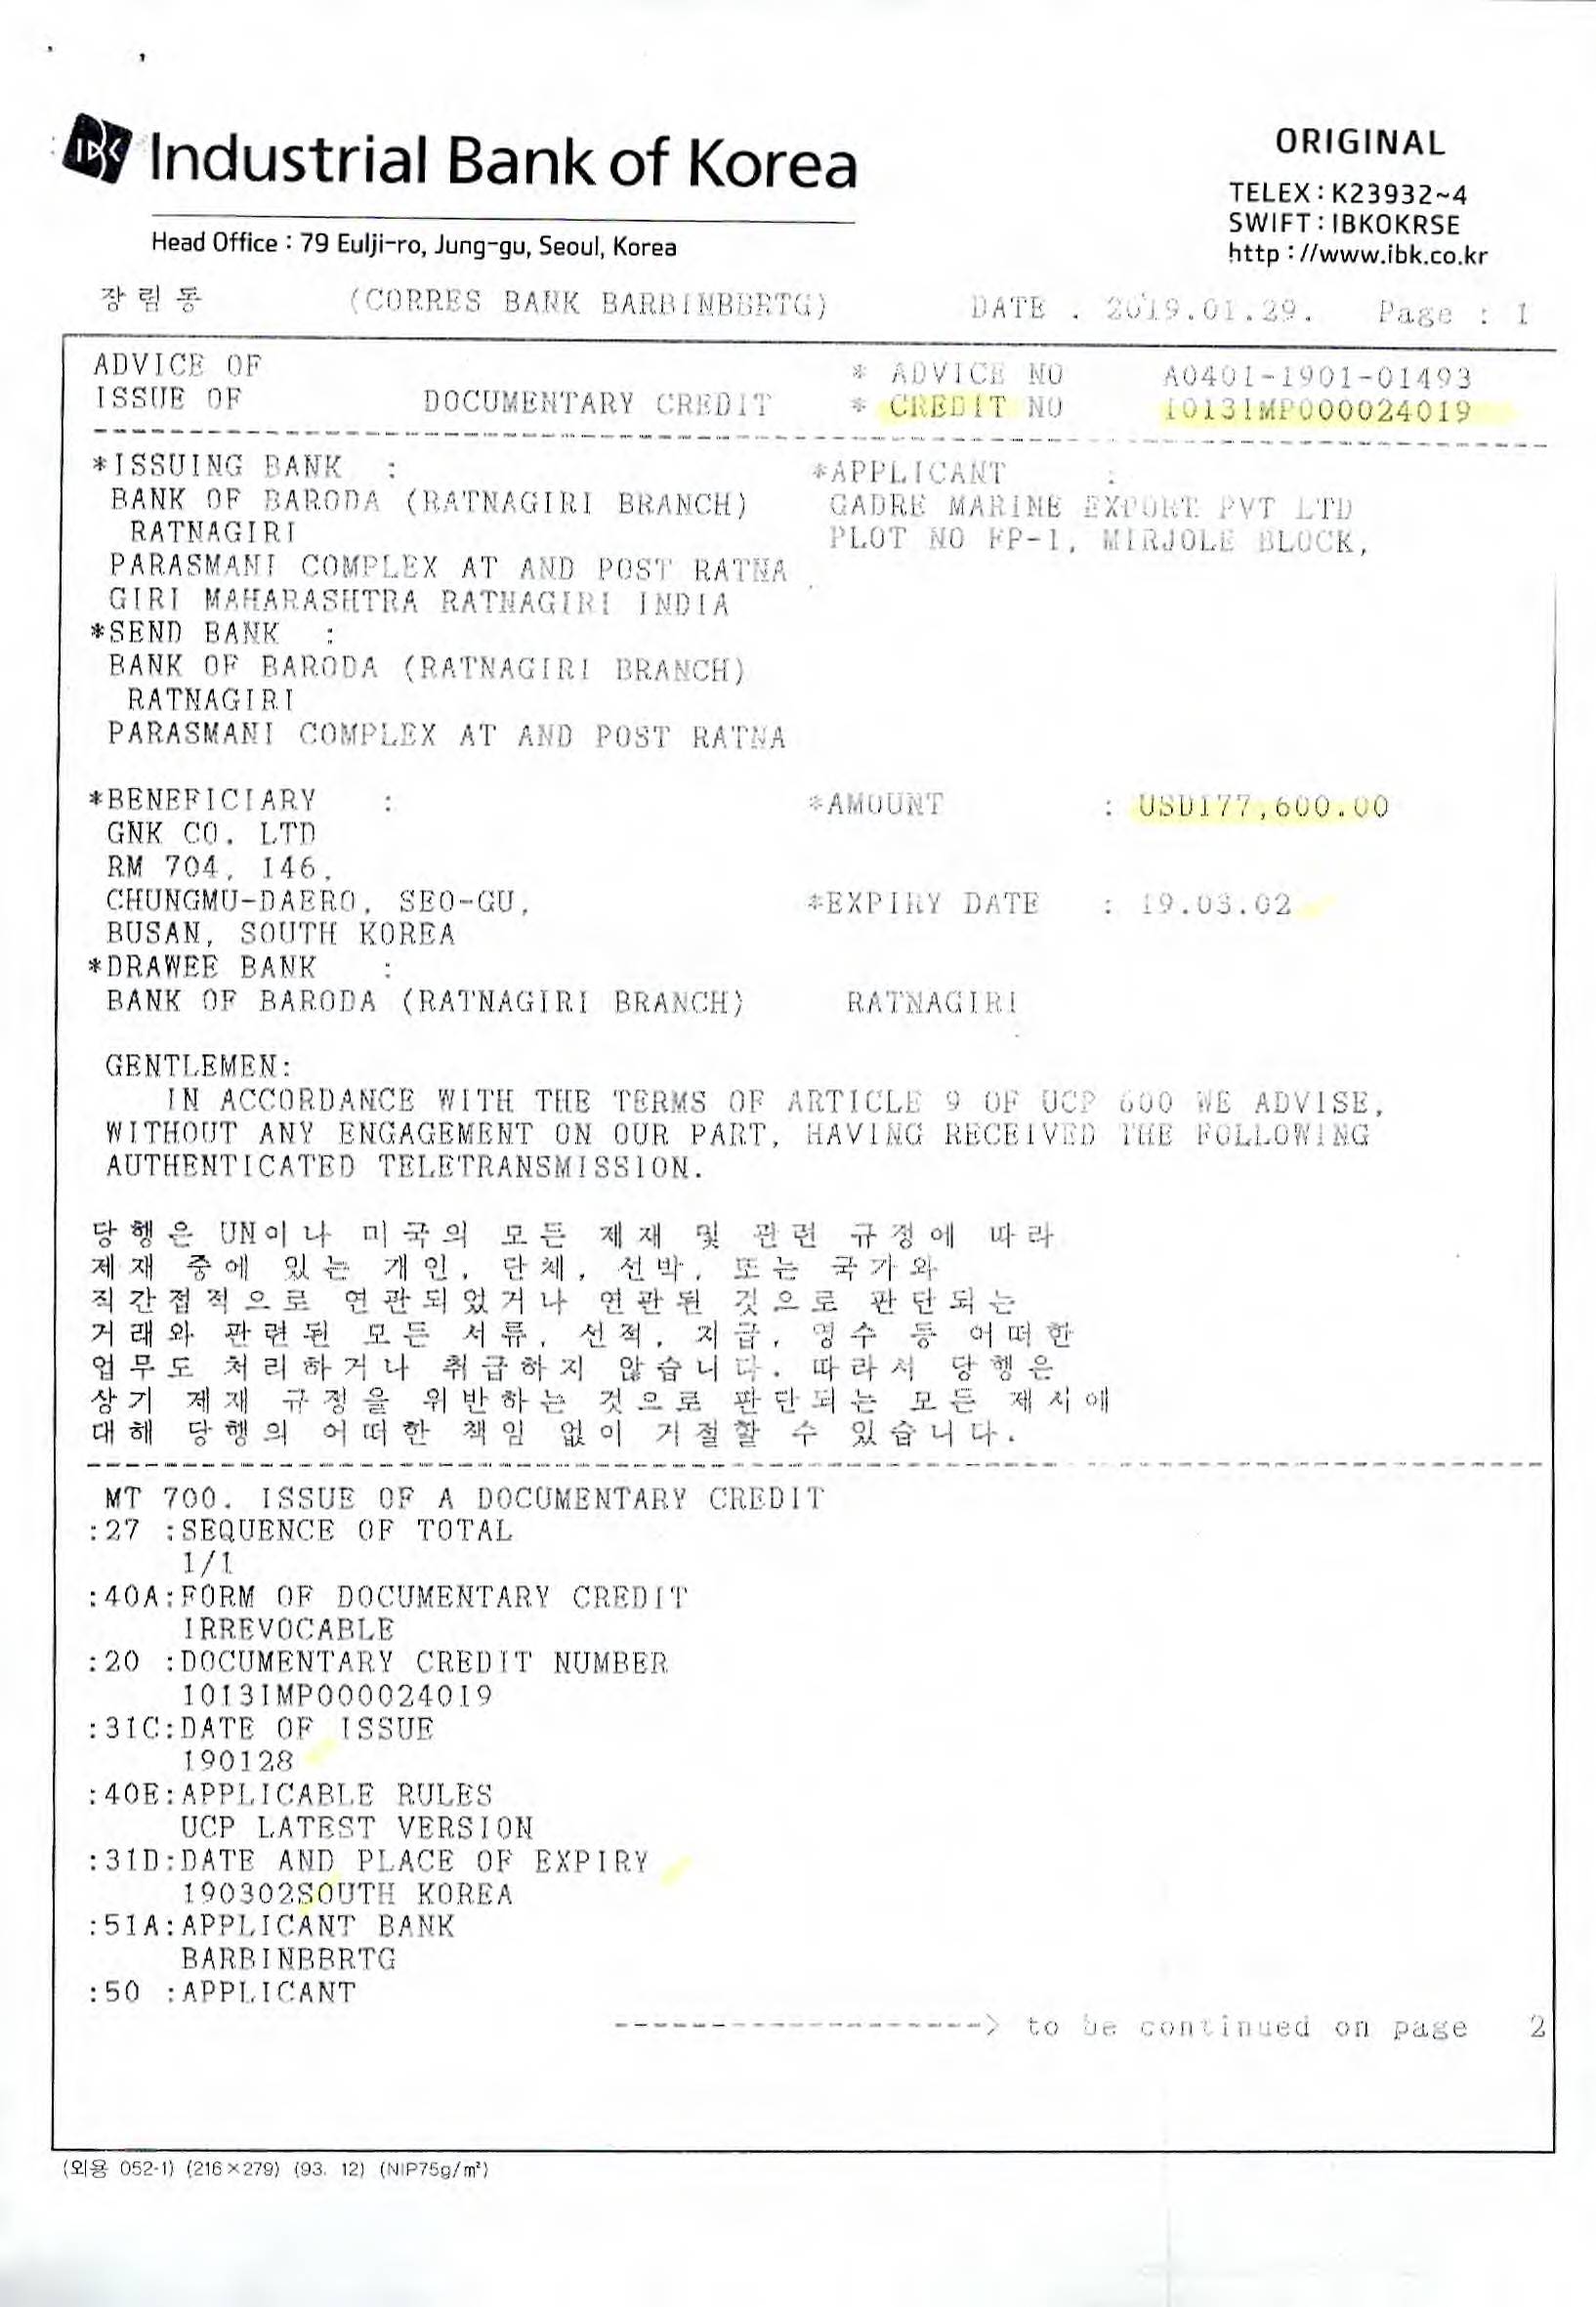 IBK Industrial Bank of Korea
ORIGINAL
TELEX : K23932~4
SWIFT : IBKOKRSE
http : //www.ibk.co.kr
Head Office : 79 Eulji-ro, Jung-gu, Seoul, Korea
장림동 (CORRES BANK BARBINBBRTG) DATE . 2019.01.29. Page : 1
ADVICE OF * ADVICE NO A0401-1901-01493
ISSUE OF DOCUMENTARY CREDIT * CREDIT NO 1013IMP000024019
*ISSUING BANK : *APPLICANT :
BANK OF BARODA (RATNAGIRI BRANCH) GADRE MARINE EXPORT PVT LTD
RATNAGIRI PLOT NO FP-1, MIRJOLE BLOCK,
PARASMANI COMPLEX AT AND POST RATNA
GIRI MAHARASHTRA RATNAGIRI INDIA
*SEND BANK :
BANK OF BARODA (RATNAGIRI BRANCH)
RATNAGIRI
PARASMANI COMPLEX AT AND POST RATNA
*BENEFICIARY : *AMOUNT : USD177,600.00
GNK CO. LTD
RM 704, 146,
CHUNGMU-DAERO, SEO-GU, *EXPIRY DATE : 19.03.02
BUSAN, SOUTH KOREA
*DRAWEE BANK :
BANK OF BARODA (RATNAGIRI BRANCH) RATNAGIRI
GENTLEMEN:
IN ACCORDANCE WITH THE TERMS OF ARTICLE 9 OF UCP 600 WE ADVISE,
WITHOUT ANY ENGAGEMENT ON OUR PART, HAVING RECEIVED THE FOLLOWING
AUTHENTICATED TELETRANSMISSION.
당행은 UN이나 미국의 모든 제재 및 관련 규정에 따라
제재 중에 있는 개인, 단체, 선박, 또는 국가와
직간접적으로 연관되었거나 연관된 것으로 판단되는
거래와 관련된 모든 서류, 선적, 지급, 영수 등 어떠한
업무도 처리하거나 취급하지 않습니다. 따라서 당행은
상기 제재 규정을 위반하는 것으로 판단되는 모든 제시에
대해 당행의 어떠한 책임 없이 거절할 수 있습니다.
MT 700. ISSUE OF A DOCUMENTARY CREDIT
:27 :SEQUENCE OF TOTAL
1/1
:40A:FORM OF DOCUMENTARY CREDIT
IRREVOCABLE
:20 :DOCUMENTARY CREDIT NUMBER
1013IMP000024019
:31C:DATE OF ISSUE
190128
:40E:APPLICABLE RULES
UCP LATEST VERSION
:31D:DATE AND PLACE OF EXPIRY
190302SOUTH KOREA
:51A:APPLICANT BANK
BARBINBBRTG
:50 :APPLICANT
-------------------> to be continued on page 2
(외용 052-1) (216×279) (93. 12) (NIP75g/㎡)